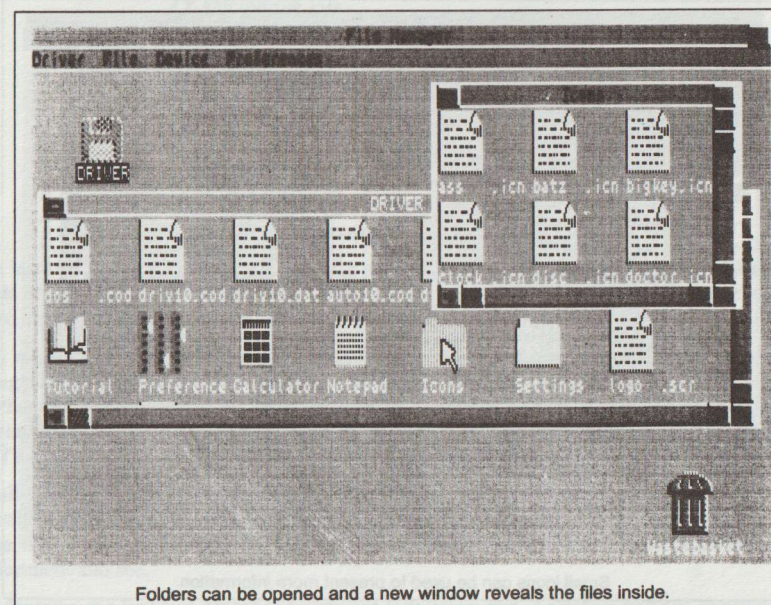 File Manager
Driver File Device Preferences
Icons
DRIVER
ass .icn batz .icn bigkey.icn
DRIVER
clock .icn disc .icn doctor.icn
dos .cod driv10.cod driv10.dat auto10.cod d
Tutorial Preference Calculator Notepad Icons Settings logo .scr
Wastebasket
Folders can be opened and a new window reveals the files inside.